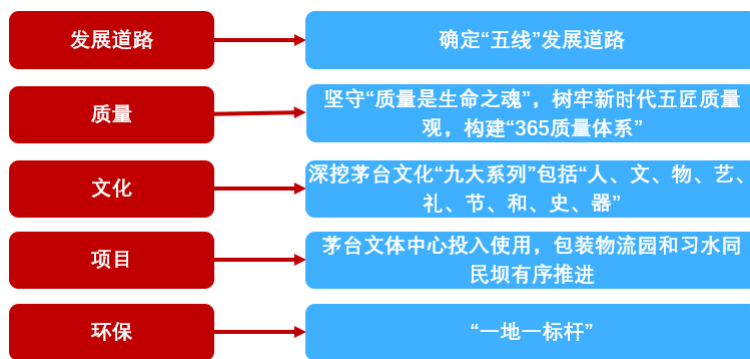 发展道路
确定“五线”发展道路
质量
坚守“质量是生命之魂”，树牢新时代五匠质量
观，构建“365质量体系”
文化
深挖茅台文化“九大系列”包括“人、文、物、艺、
礼、节、和、史、器”
项目
茅台文体中心投入使用，包装物流园和习水同
民坝有序推进
环保
“一地一标杆”